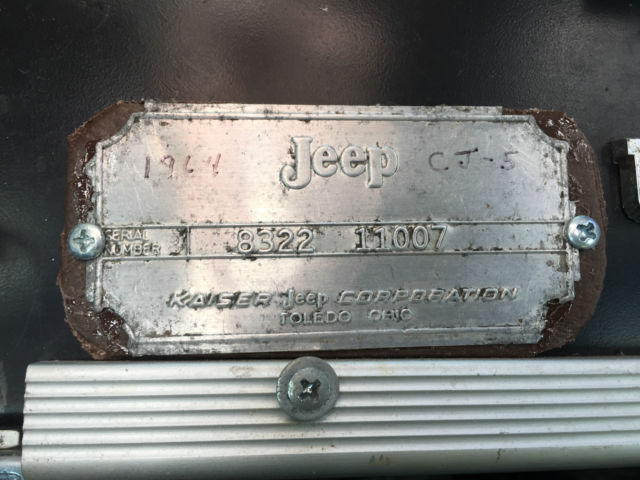 1964 Jeep CJ-5
SERIAL NUMBER 8322 11007
KAISER Jeep CORPORATION
TOLEDO OHIO